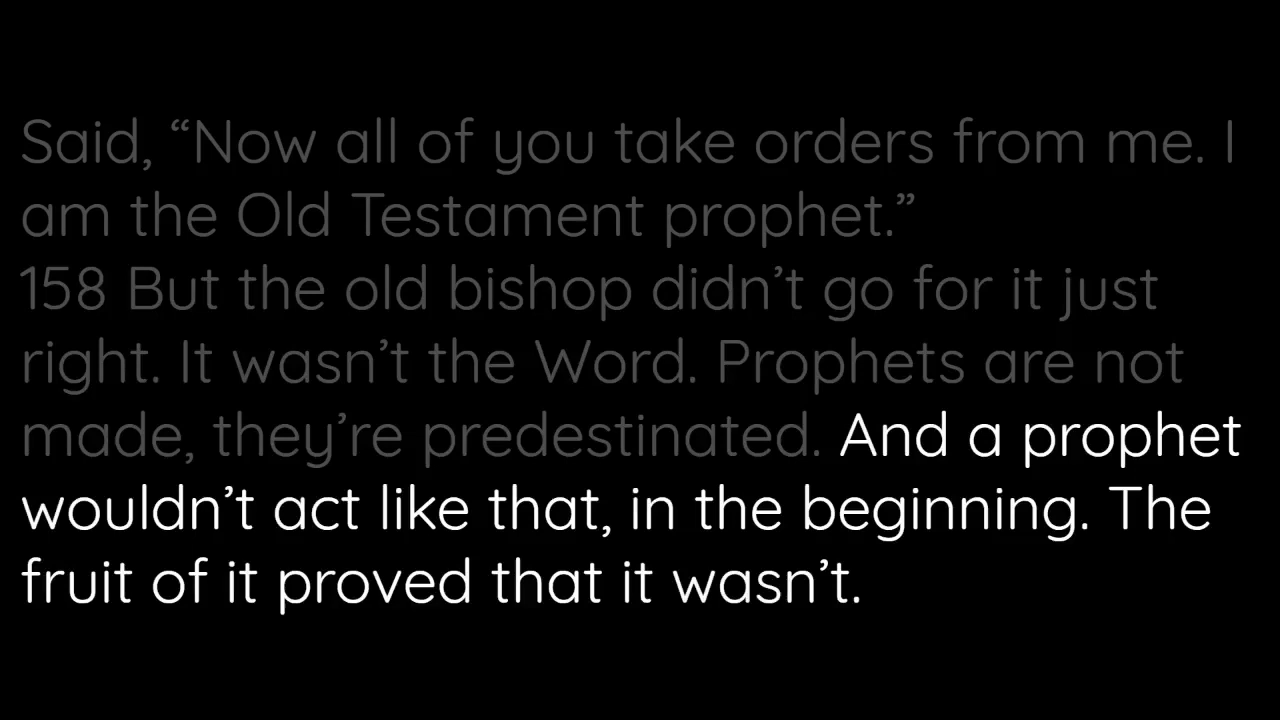 Said, “Now all of you take orders from me. I
am the Old Testament prophet.”
158 But the old bishop didn’t go for it just
right. It wasn’t the Word. Prophets are not
made, they’re predestinated. And a prophet
wouldn’t act like that, in the beginning. The
fruit of it proved that it wasn’t.